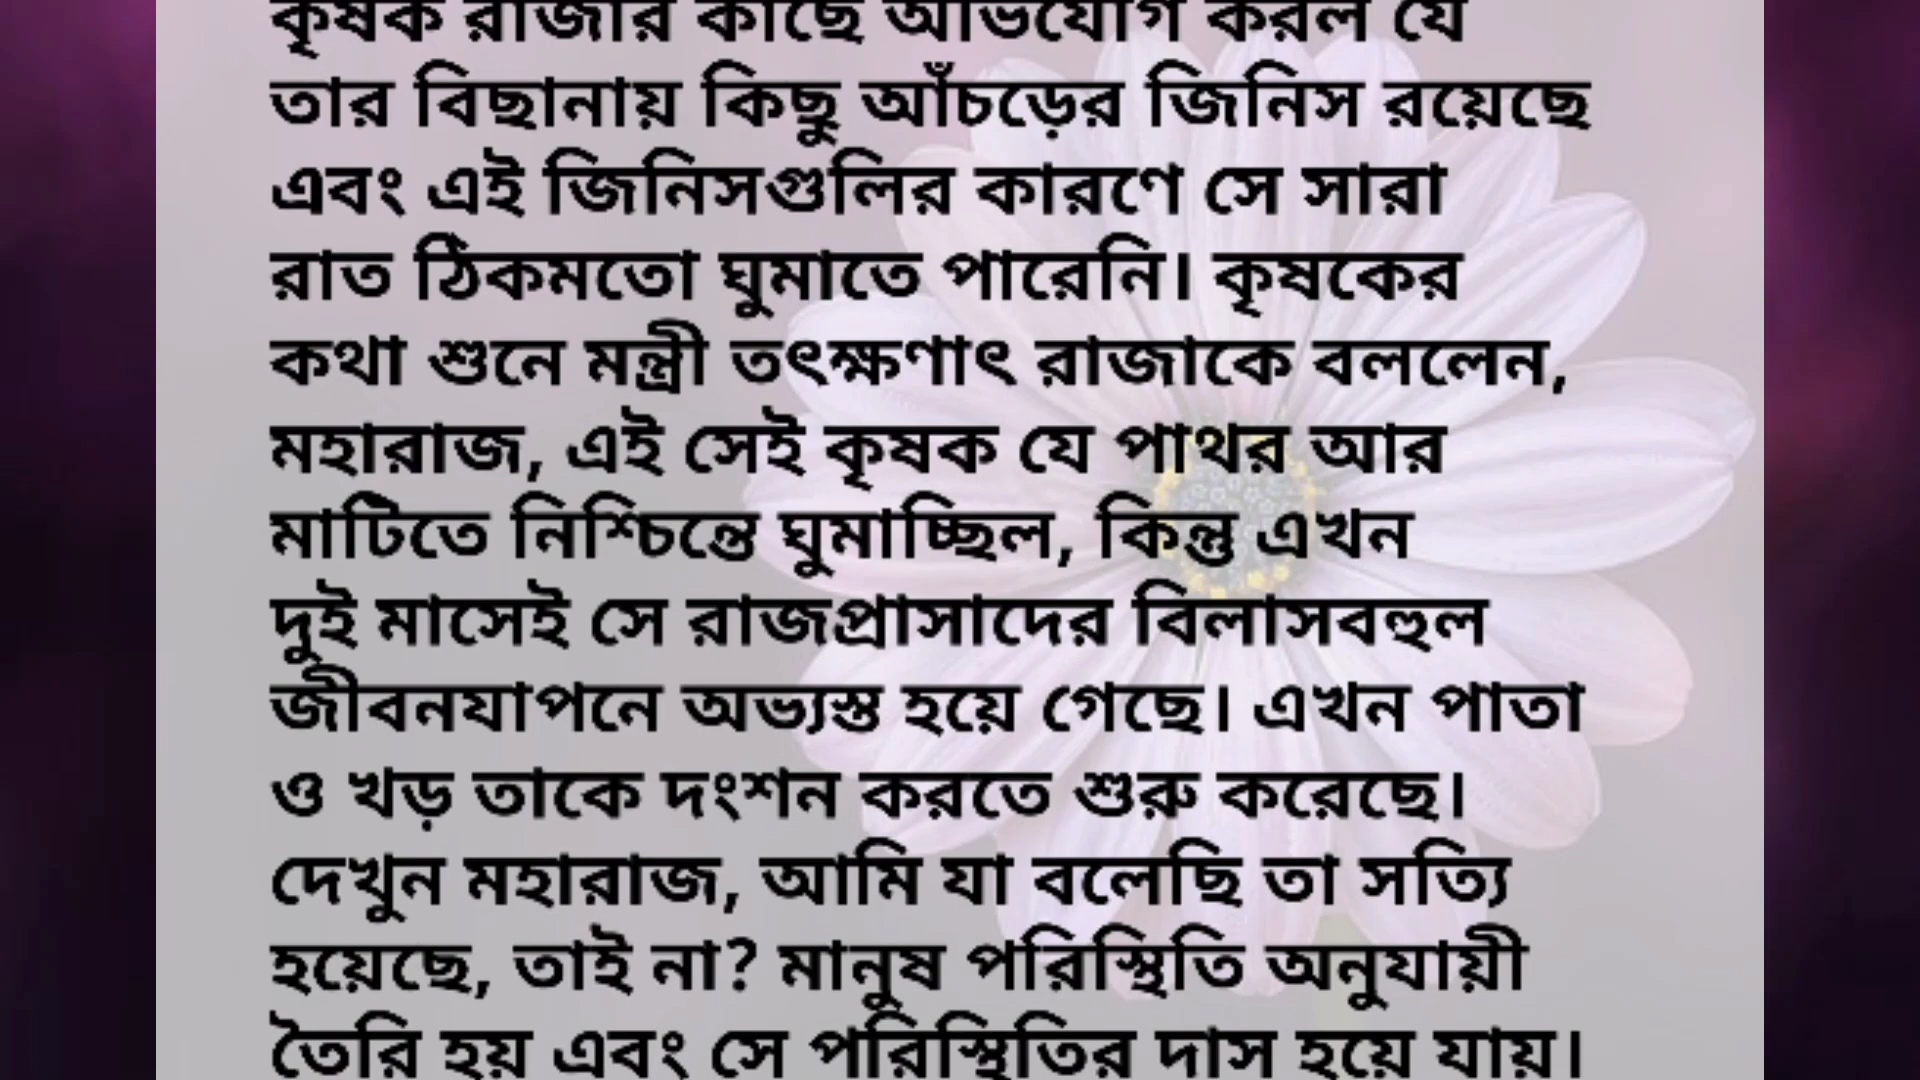 কৃষক রাজার কাছে অভিযোগ করল যে
তার বিছানায় কিছু আঁচড়ের জিনিস রয়েছে
এবং এই জিনিসগুলির কারণে সে সারা
রাত ঠিকমতো ঘুমাতে পারেনি। কৃষকের
কথা শুনে মন্ত্রী তৎক্ষণাৎ রাজাকে বললেন,
মহারাজ, এই সেই কৃষক যে পাথর আর
মাটিতে নিশ্চিন্তে ঘুমাচ্ছিল, কিন্তু এখন
দুই মাসেই সে রাজপ্রাসাদের বিলাসবহুল
জীবনযাপনে অভ্যস্ত হয়ে গেছে। এখন পাতা
ও খড় তাকে দংশন করতে শুরু করেছে।
দেখুন মহারাজ, আমি যা বলেছি তা সত্যি
হয়েছে, তাই না? মানুষ পরিস্থিতি অনুযায়ী
তৈরি হয় এবং সে পরিস্থিতির দাস হয়ে যায়।